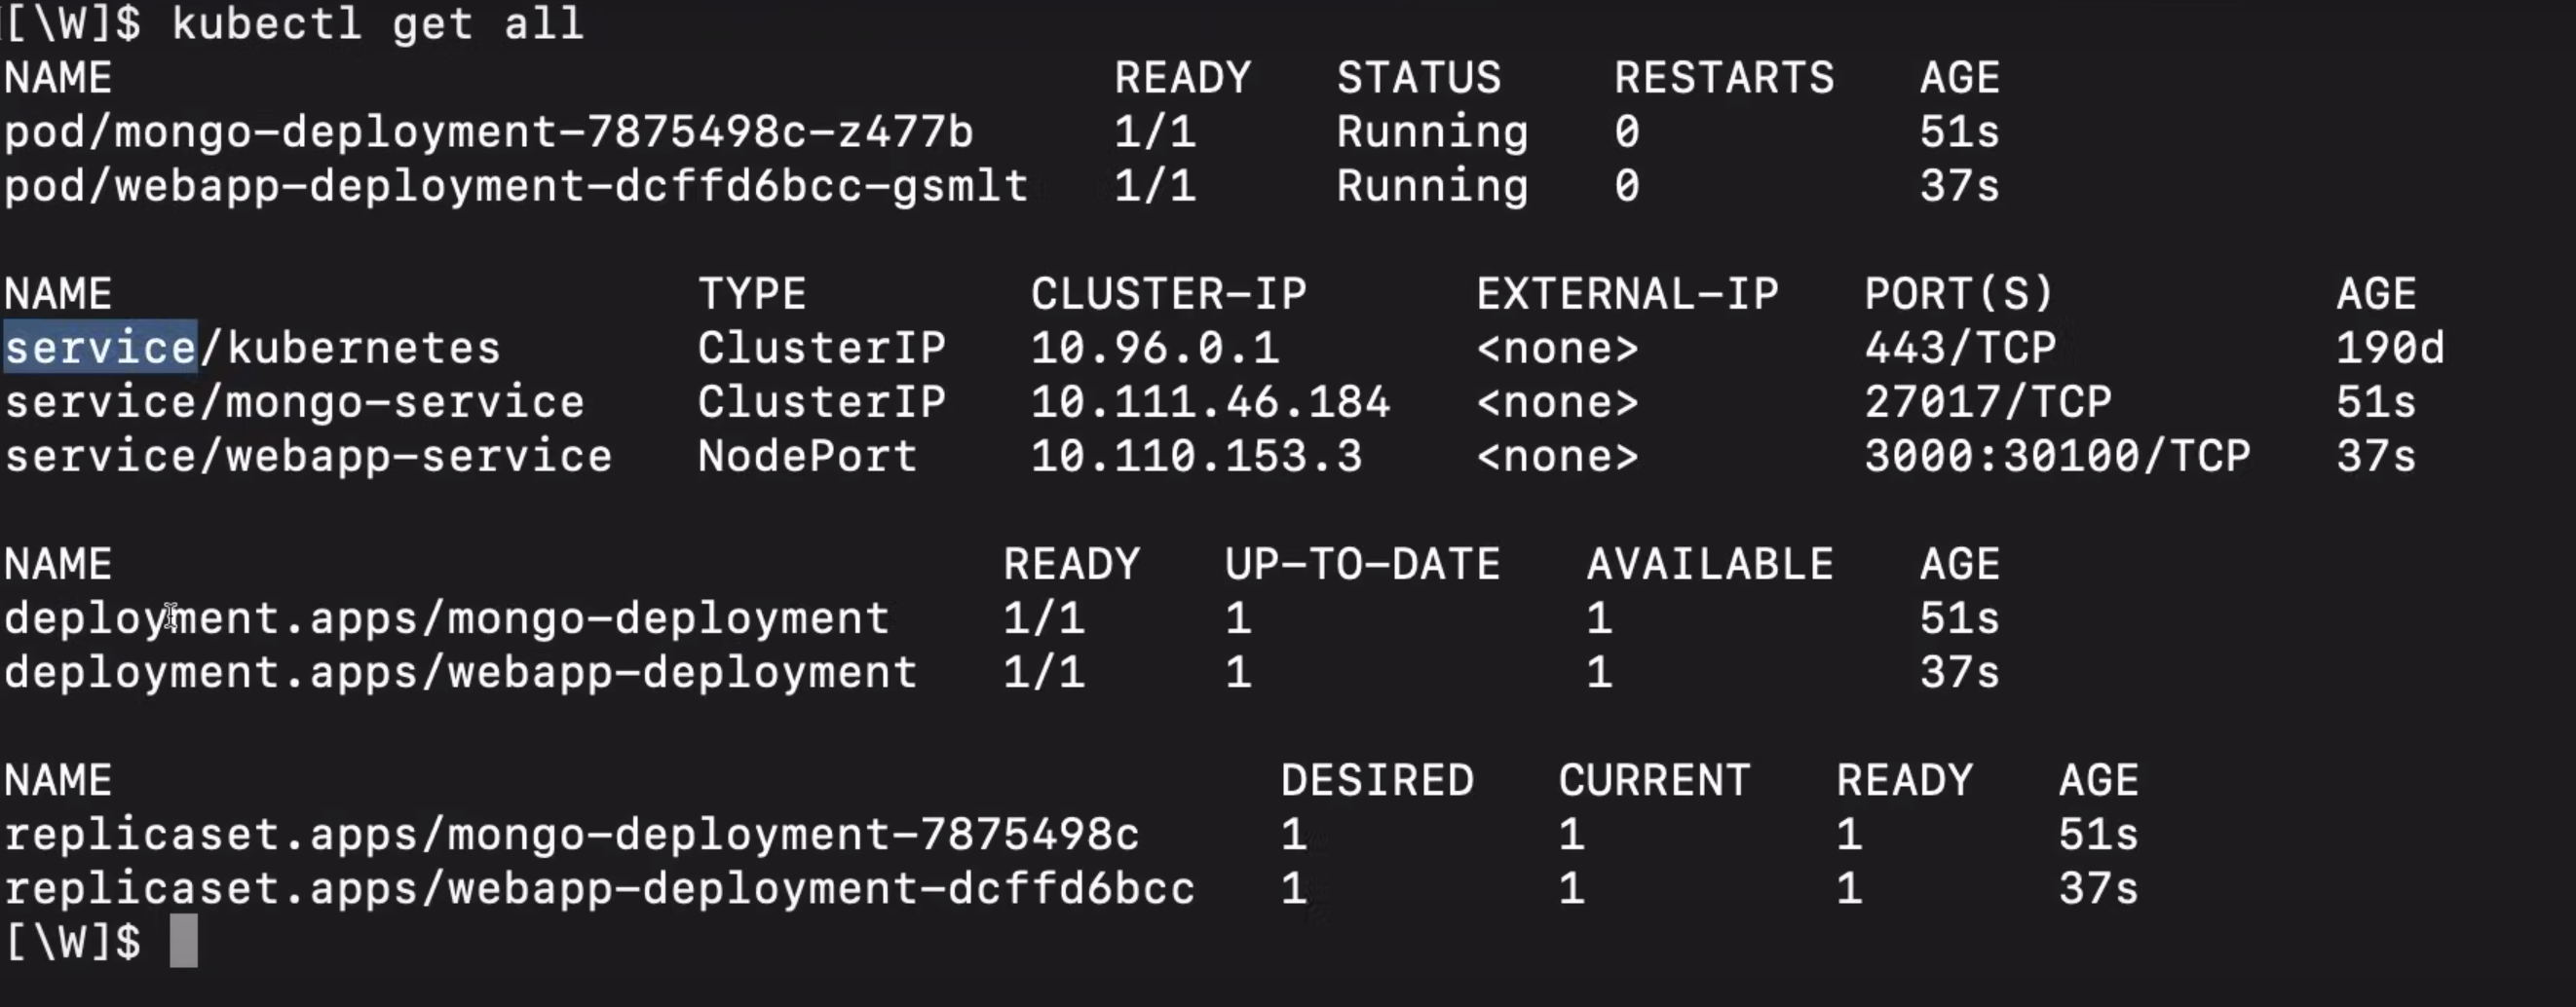 [\W]$ kubectl get all
NAME READY STATUS RESTARTS AGE
pod/mongo-deployment-7875498c-z477b 1/1 Running 0 51s
pod/webapp-deployment-dcffd6bcc-gsmlt 1/1 Running 0 37s
NAME TYPE CLUSTER-IP EXTERNAL-IP PORT(S) AGE
service/kubernetes ClusterIP 10.96.0.1 <none> 443/TCP 190d
service/mongo-service ClusterIP 10.111.46.184 <none> 27017/TCP 51s
service/webapp-service NodePort 10.110.153.3 <none> 3000:30100/TCP 37s
NAME READY UP-TO-DATE AVAILABLE AGE
deployment.apps/mongo-deployment 1/1 1 1 51s
deployment.apps/webapp-deployment 1/1 1 1 37s
NAME DESIRED CURRENT READY AGE
replicaset.apps/mongo-deployment-7875498c 1 1 1 51s
replicaset.apps/webapp-deployment-dcffd6bcc 1 1 1 37s
[\W]$